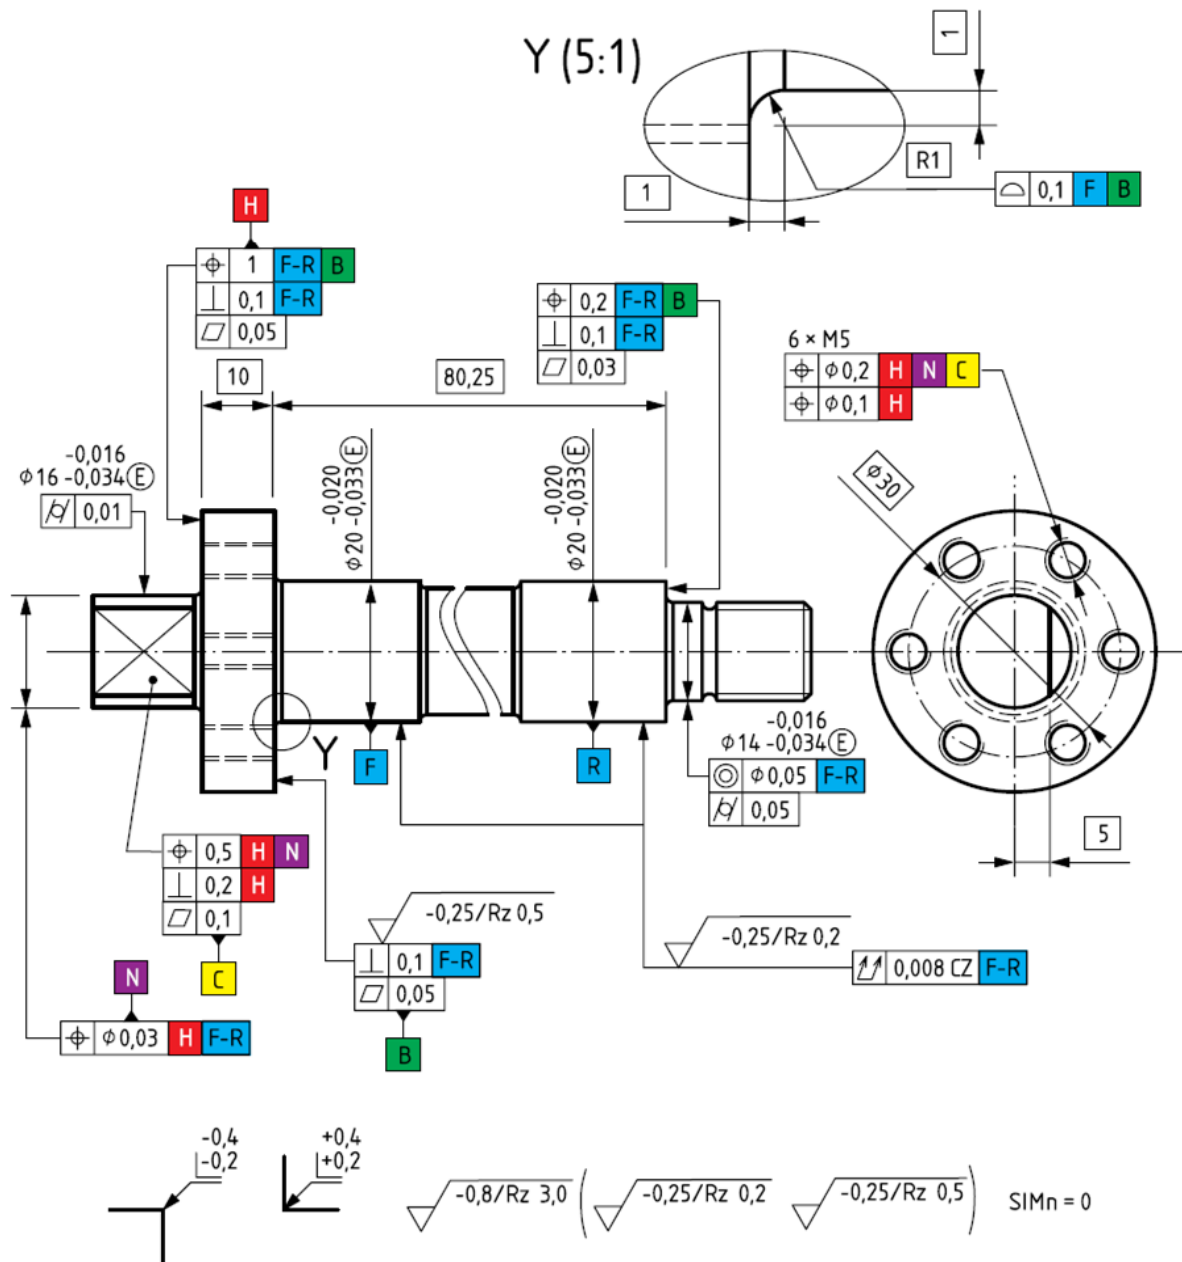 Y (5:1)
1
R1
1
⌓ 0,1 F B
H
⌖ 1 F-R B
⊥ 0,1 F-R
⏥ 0,05
⌖ 0,2 F-R B
⊥ 0,1 F-R
⏥ 0,03
6 × M5
⌖ ϕ0,2 H N C
⌖ ϕ0,1 H
10
80,25
-0,016
ϕ16 -0,034 Ⓔ
⌭ 0,01
-0,020
ϕ20 -0,033 Ⓔ
-0,020
ϕ20 -0,033 Ⓔ
ϕ30
Y
F
R
-0,016
ϕ14 -0,034 Ⓔ
◎ ϕ0,05 F-R
⌭ 0,05
5
⌖ 0,5 H N
⊥ 0,2 H
⏥ 0,1
C
-0,25/Rz 0,5
⊥ 0,1 F-R
⏥ 0,05
B
-0,25/Rz 0,2
⌰ 0,008 CZ F-R
N
⌖ ϕ0,03 H F-R
-0,4
-0,2
+0,4
+0,2
-0,8/Rz 3,0 ( -0,25/Rz 0,2 -0,25/Rz 0,5 ) SIMn = 0